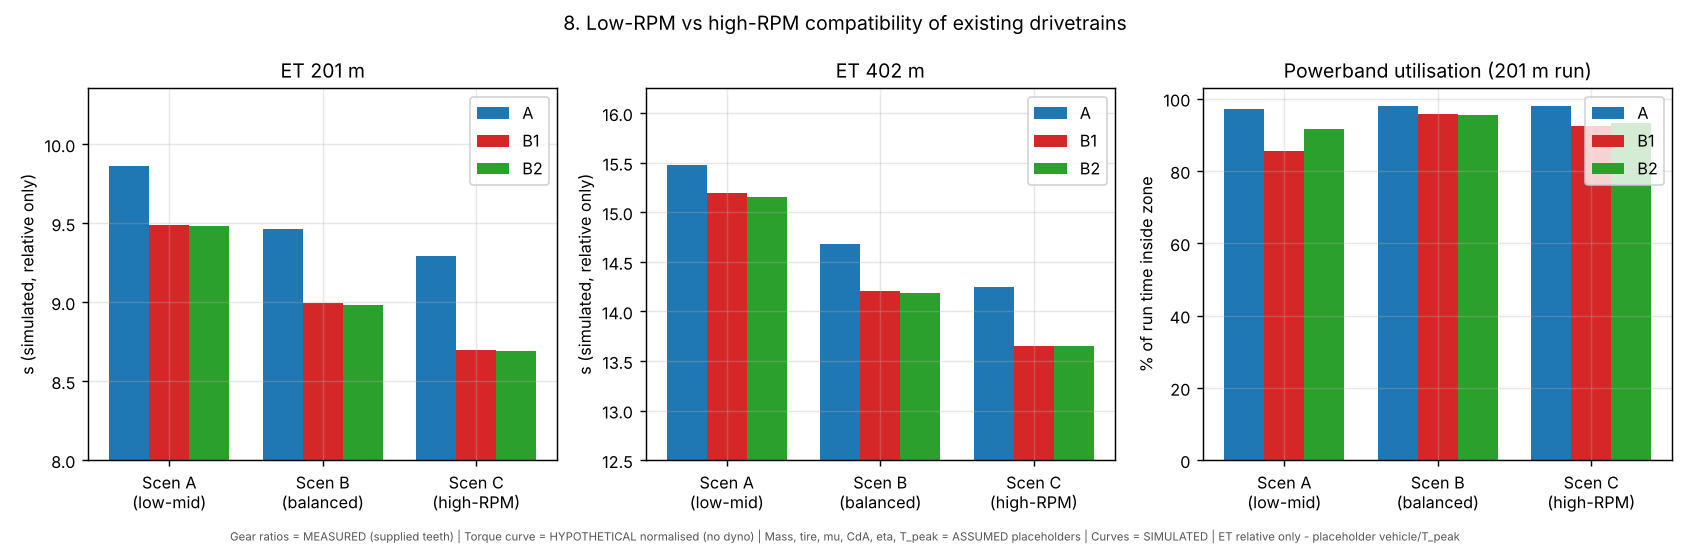 8. Low-RPM vs high-RPM compatibility of existing drivetrains
ET 201 m
s (simulated, relative only)
10.0
9.5
9.0
8.5
8.0
A
B1
B2
Scen A
(low-mid)
Scen B
(balanced)
Scen C
(high-RPM)
ET 402 m
s (simulated, relative only)
16.0
15.5
15.0
14.5
14.0
13.5
13.0
12.5
A
B1
B2
Scen A
(low-mid)
Scen B
(balanced)
Scen C
(high-RPM)
Powerband utilisation (201 m run)
% of run time inside zone
100
80
60
40
20
0
A
B1
B2
Scen A
(low-mid)
Scen B
(balanced)
Scen C
(high-RPM)
Gear ratios = MEASURED (supplied teeth) | Torque curve = HYPOTHETICAL normalised (no dyno) | Mass, tire, mu, CdA, eta, T_peak = ASSUMED placeholders | Curves = SIMULATED | ET relative only - placeholder vehicle/T_peak